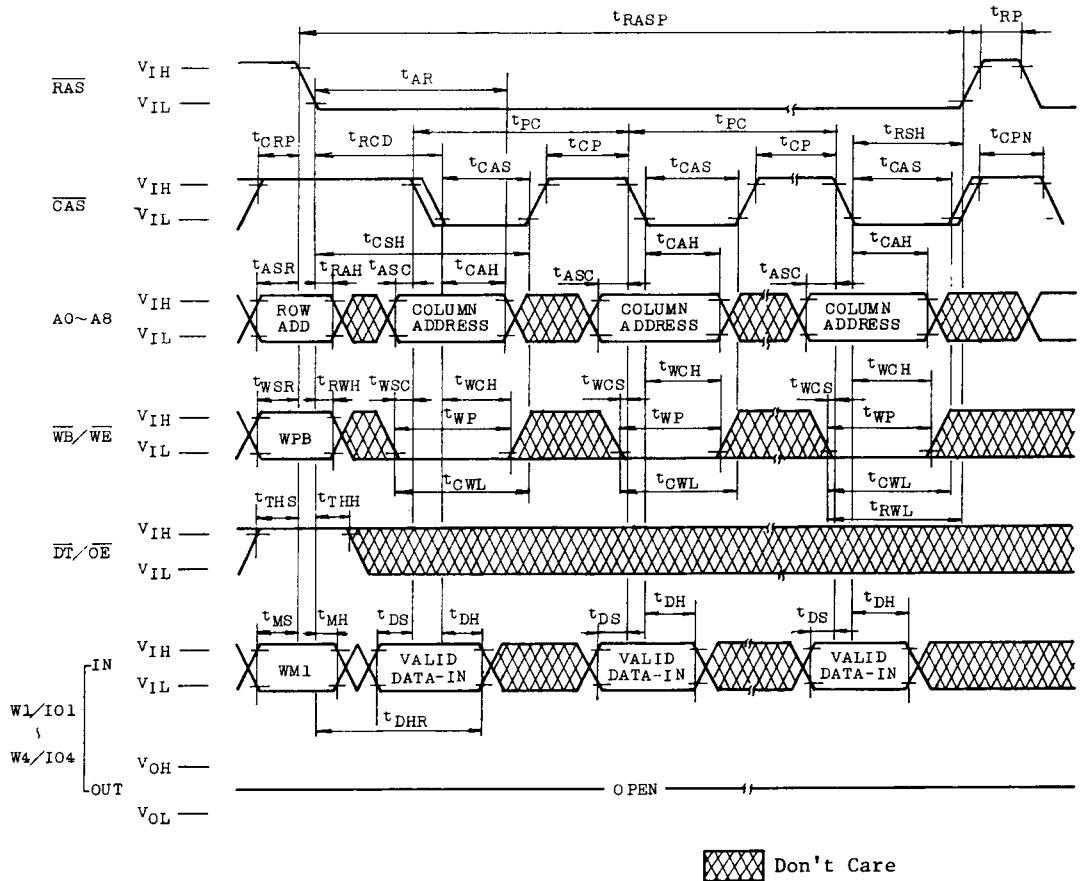 tRASP tRP
RAS VIH VIL tAR
tPC tPC
tCRP tRCD tCAS tCP tCAS tCP tRSH tCAS tCPN
CAS VIH VIL
tCSH tCAH tCAH
tASR tRAH tASC tCAH tASC tASC
A0~A8 VIH VIL ROW ADD COLUMN ADDRESS COLUMN ADDRESS COLUMN ADDRESS
tWSR tRWH tWSC tWCH tWCS tWCH tWCS tWCH
tWP tWP tWP
WB/WE VIH VIL WPB
tCWL tCWL tCWL
tRWL
tTHS tTHH
DT/OE VIH VIL
tMS tMH tDS tDH tDS tDH tDS tDH
IN VIH VIL WM1 VALID DATA-IN VALID DATA-IN VALID DATA-IN
tDHR
W1/IO1
~
W4/IO4
OUT VOH VOL OPEN
Don't Care